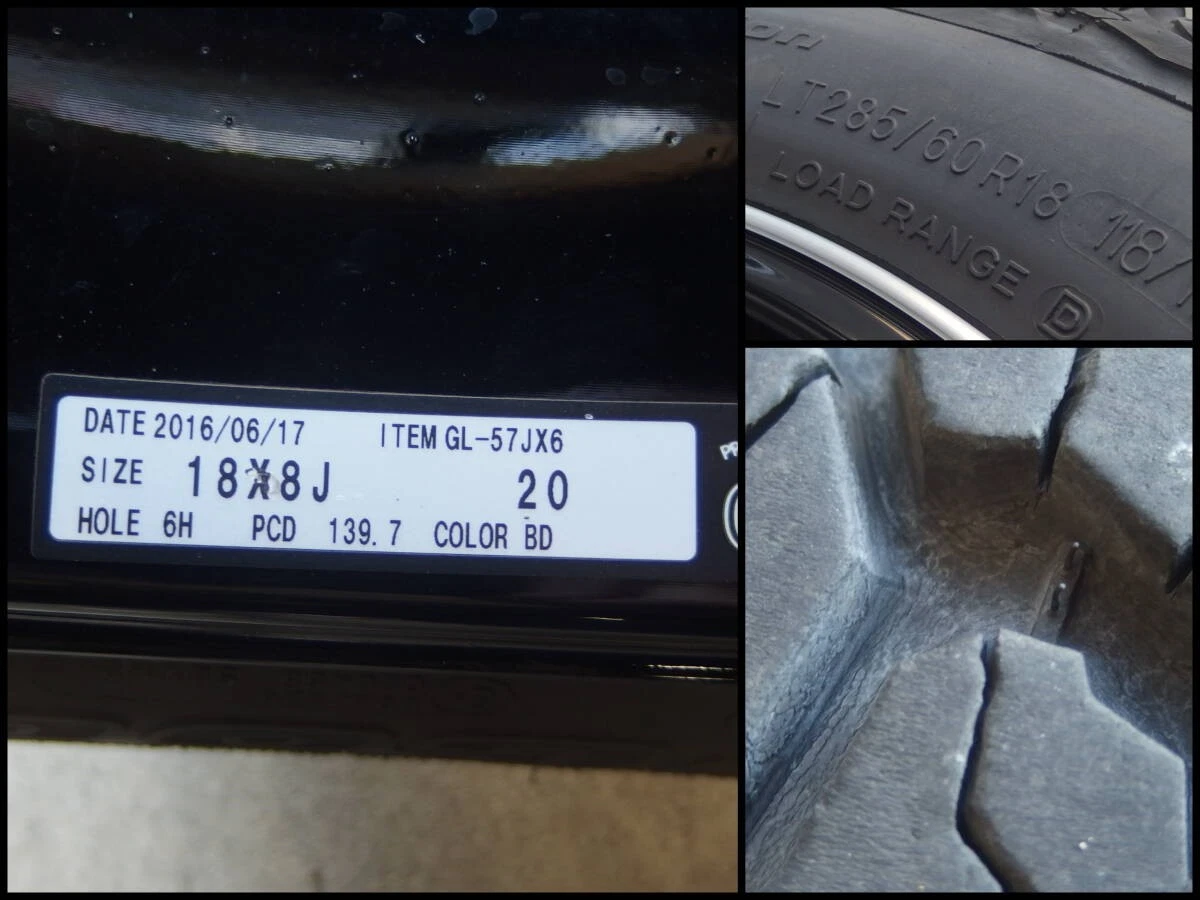 DATE 2016/06/17 ITEM GL-57JX6
SIZE 18X8J 20
HOLE 6H PCD 139.7 COLOR BD
LT285/60R18 118/
LOAD RANGE D